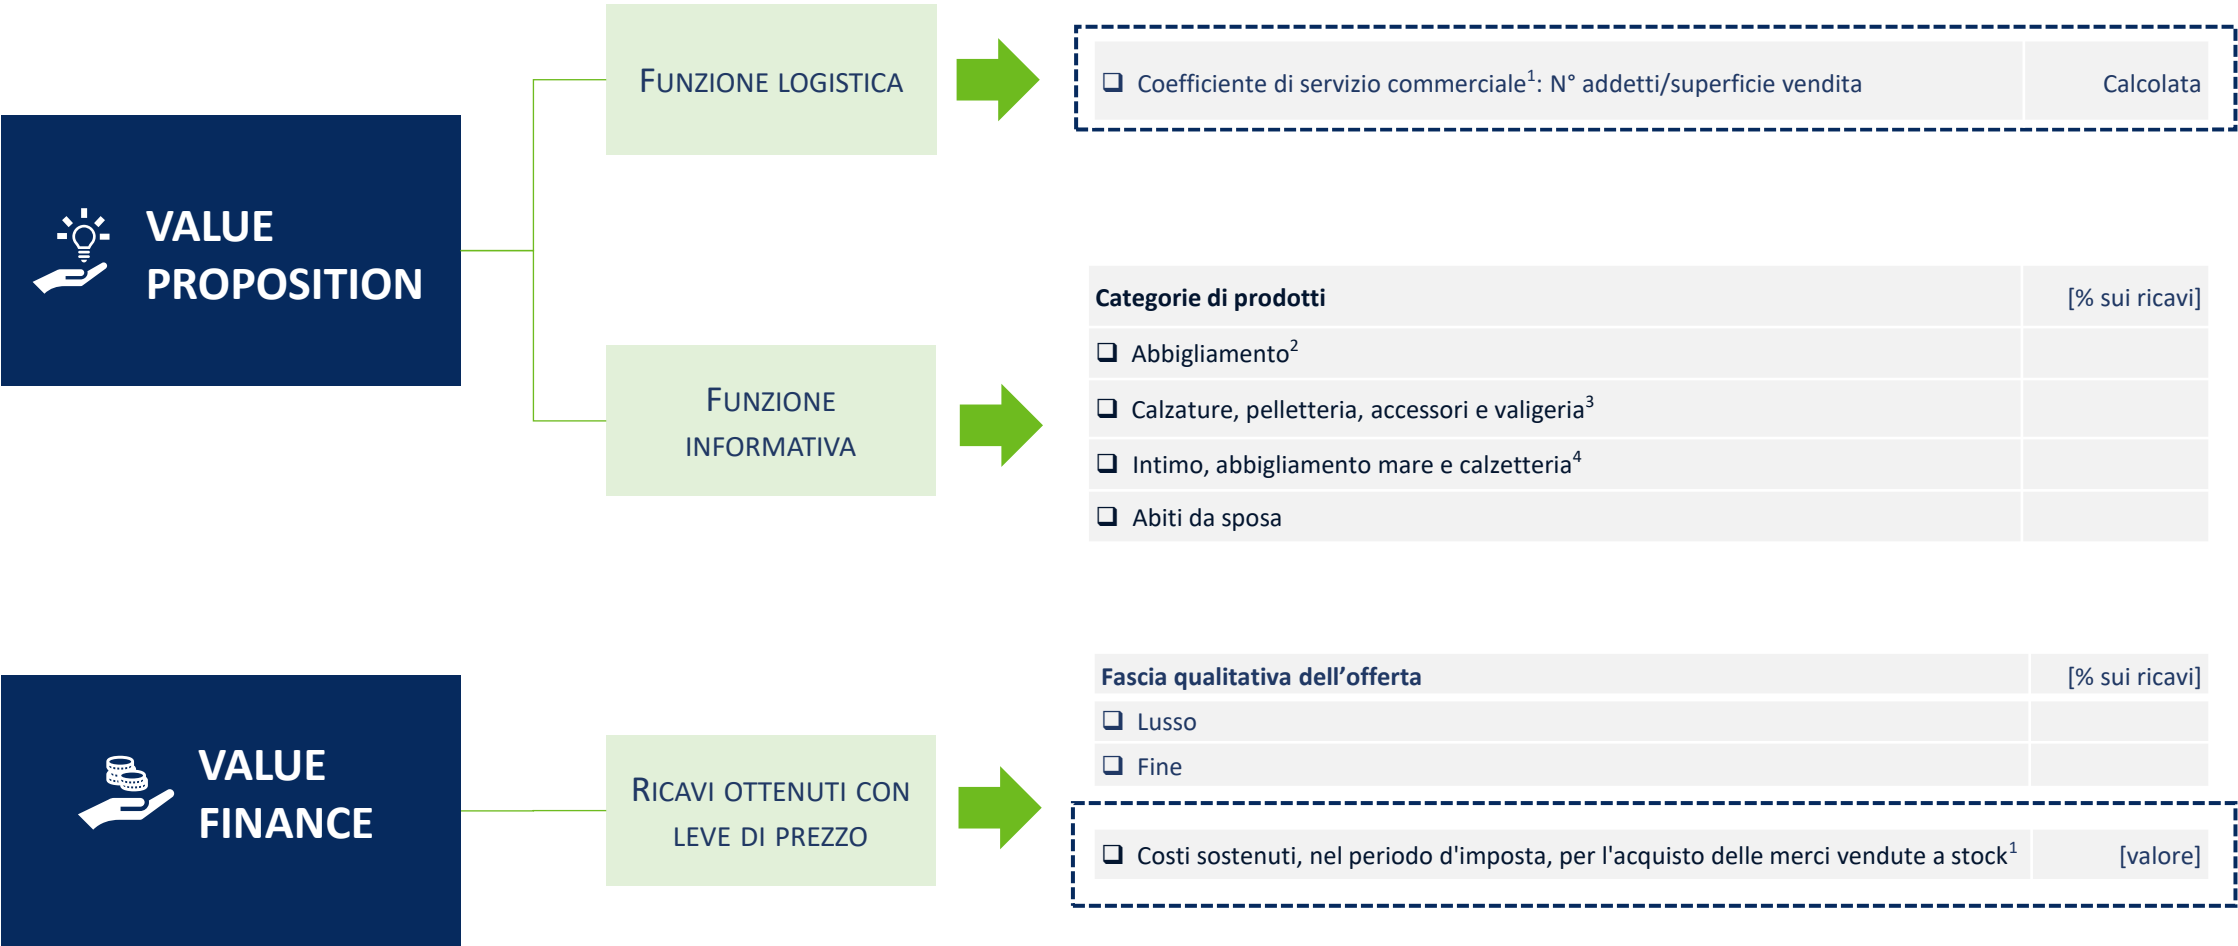 VALUE
PROPOSITION
FUNZIONE LOGISTICA
❑ Coefficiente di servizio commerciale¹: N° addetti/superficie vendita Calcolata
FUNZIONE
INFORMATIVA
Categorie di prodotti [% sui ricavi]
❑ Abbigliamento²
❑ Calzature, pelletteria, accessori e valigeria³
❑ Intimo, abbigliamento mare e calzetteria⁴
❑ Abiti da sposa
VALUE
FINANCE
RICAVI OTTENUTI CON
LEVE DI PREZZO
Fascia qualitativa dell’offerta [% sui ricavi]
❑ Lusso
❑ Fine
❑ Costi sostenuti, nel periodo d'imposta, per l'acquisto delle merci vendute a stock¹ [valore]